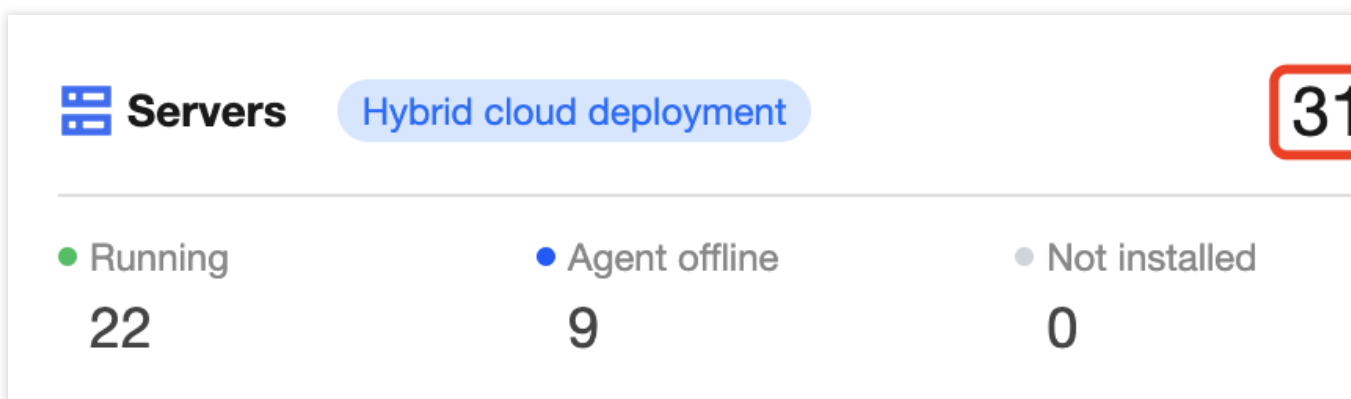 Servers Hybrid cloud deployment 31
Running Agent offline Not installed
22 9 0